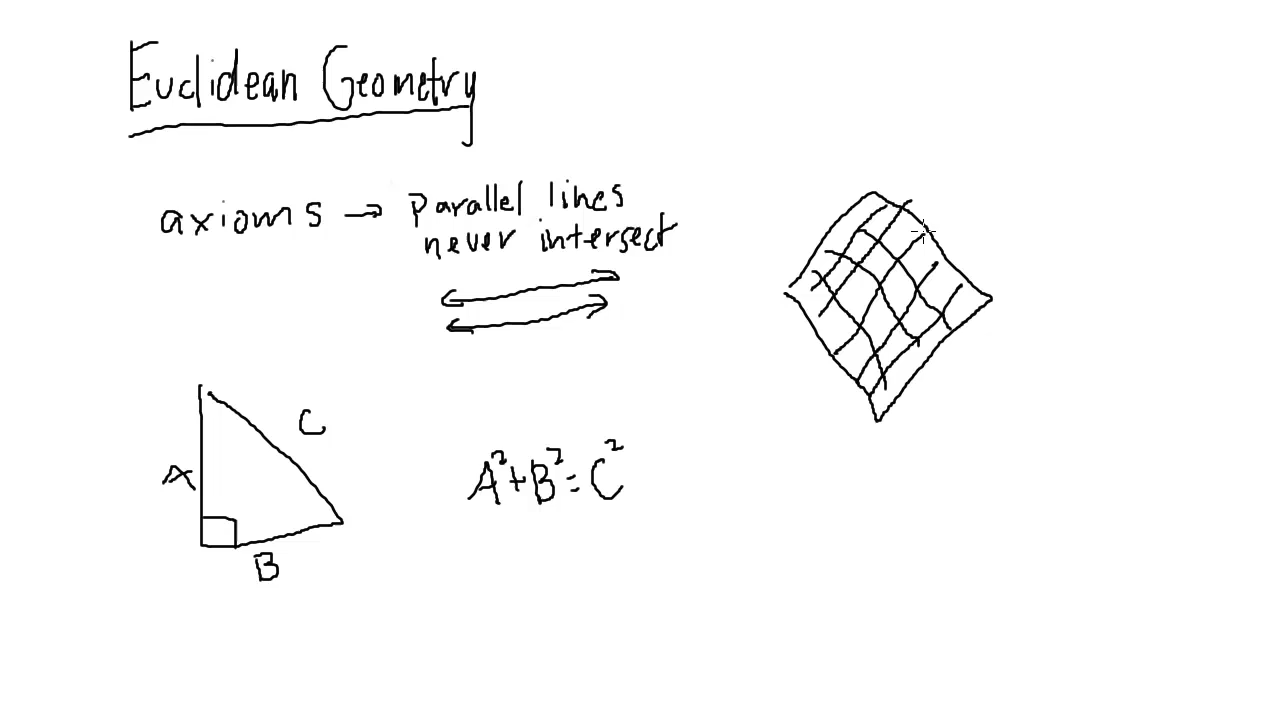 Euclidean Geometry
axioms → Parallel lines
never intersect
C
A
A²+B²=C²
B